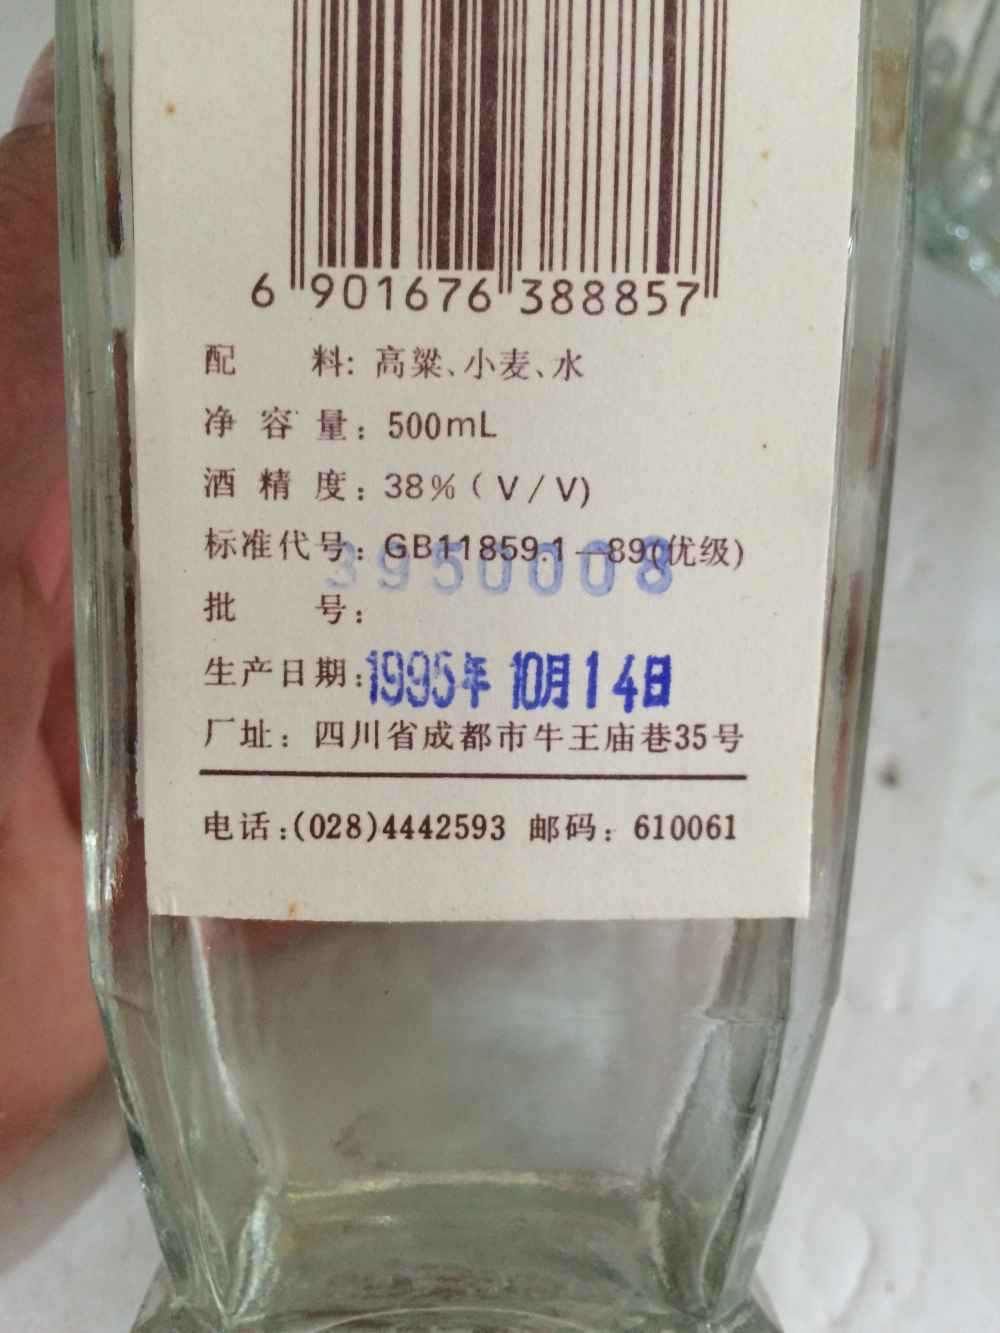 6 901676 388857
配 料: 高粱、小麦、水
净 容 量: 500mL
酒 精 度: 38%(V/V)
标准代号: GB11859.1—89(优级)
3950008
批 号:
生产日期: 1995年10月14日
厂址: 四川省成都市牛王庙巷35号
电话:(028)4442593 邮码: 610061